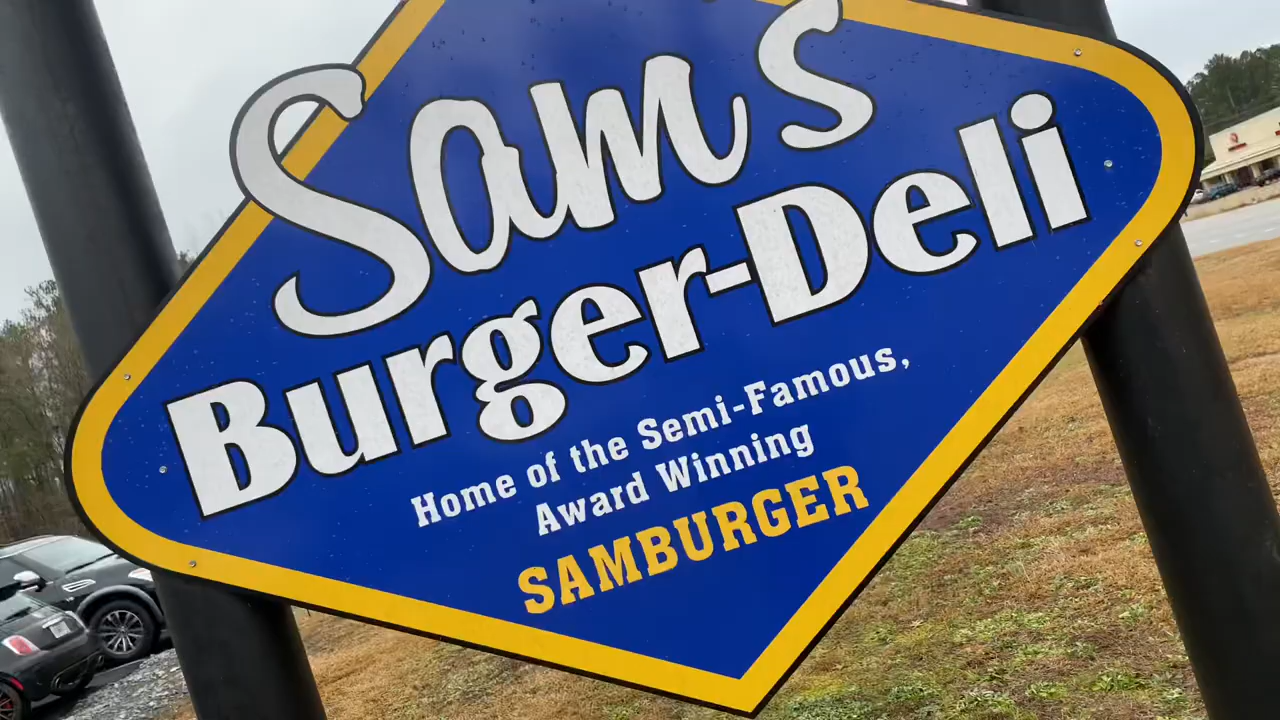 Sam's
Burger-Deli
Home of the Semi-Famous,
Award Winning
SAMBURGER